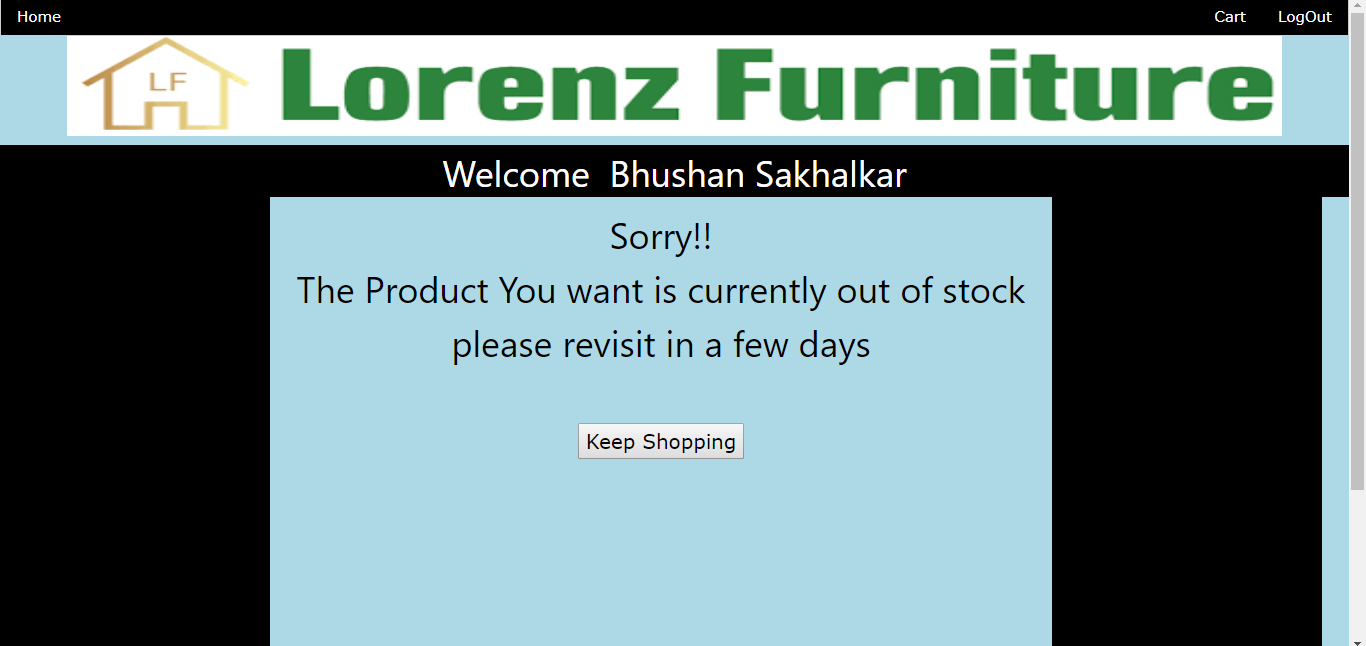 Home Cart LogOut
LF Lorenz Furniture
Welcome Bhushan Sakhalkar
Sorry!!
The Product You want is currently out of stock
please revisit in a few days
Keep Shopping